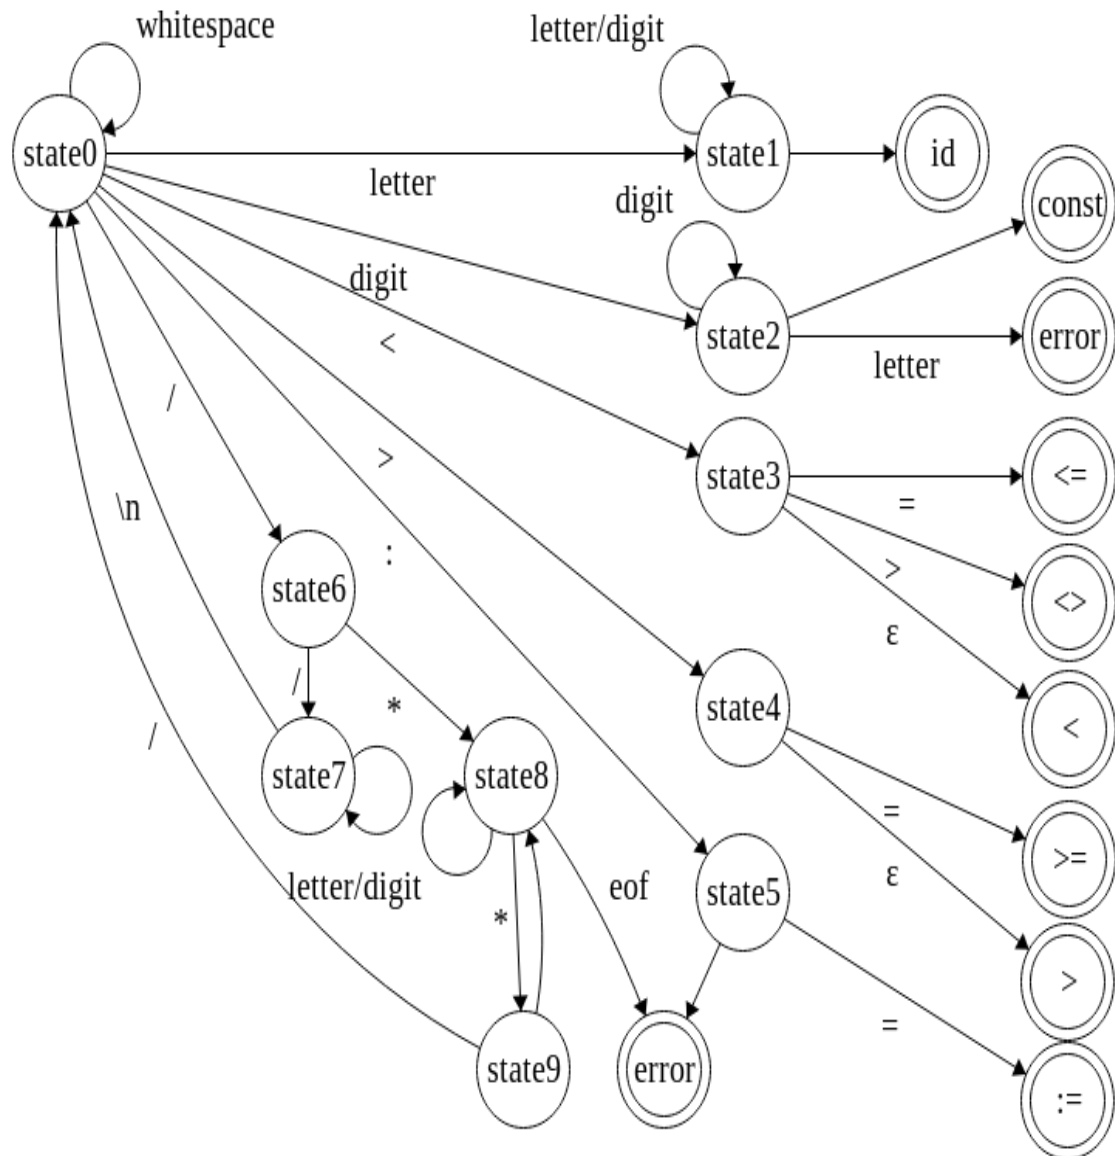 whitespace
letter/digit
state0
state1
id
letter
digit
const
digit
state2
error
<
letter
/
>
state3
<=
=
\n
:
>
<>
state6
ε
/
*
state4
<
/
state7
state8
=
>=
letter/digit
eof
ε
state5
*
>
=
state9
error
:=